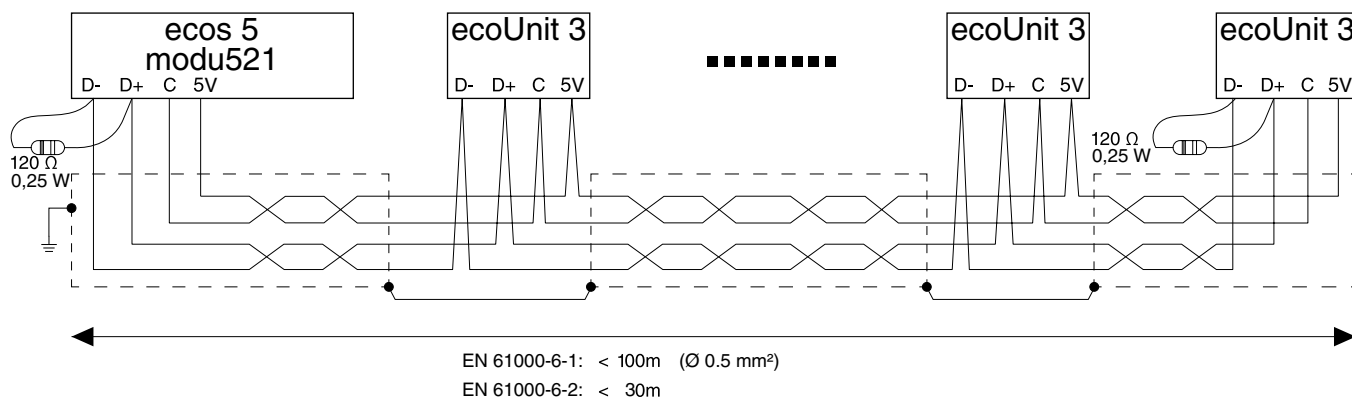 ecos 5
modu521
D- D+ C 5V
ecoUnit 3
D- D+ C 5V
ecoUnit 3
D- D+ C 5V
ecoUnit 3
D- D+ C 5V
120 Ω
0,25 W
120 Ω
0,25 W
EN 61000-6-1: < 100m (Ø 0.5 mm²)
EN 61000-6-2: < 30m